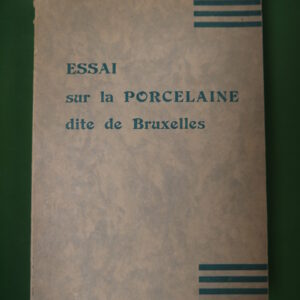 ESSAI
sur la PORCELAINE
dite de Bruxelles